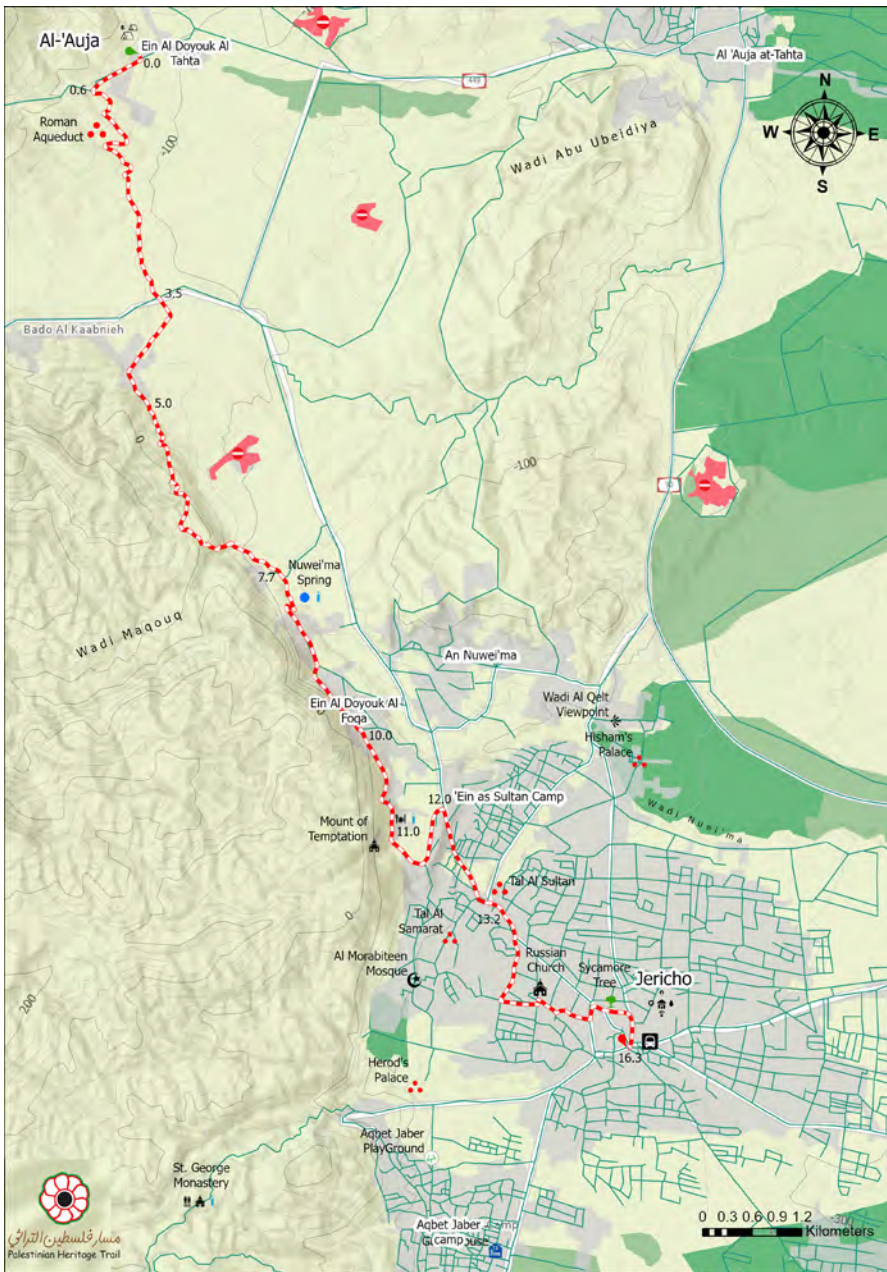 Al-'Auja
Ein Al Doyouk Al
Tahta
0.0
0.6
Roman
Aqueduct
-100
449
Al 'Auja at-Tahta
N
W
E
S
Wadi Abu Ubeidiya
3.5
Bado Al Kaabnieh
5.0
0
-100
90
7.7
Nuwei'ma
Spring
Wadi Maqouq
An Nuwei'ma
Ein Al Doyouk Al
Foqa
10.0
Wadi Al Qelt
Viewpoint
Hisham's
Palace
Wadi Nuei'ma
12.0
'Ein as Sultan Camp
11.0
Mount of
Temptation
Tal Al Sultan
13.2
0
Tal Al
Samarat
Al Morabiteen
Mosque
Russian
Church
Sycamore
Tree
Jericho
16.3
200
Herod's
Palace
Aqbet Jaber
PlayGround
St. George
Monastery
Aqbet Jaber
camp
مسار فلسطين التراثي
Palestinian Heritage Trail
0 0.3 0.6 0.9 1.2
Kilometers
-300